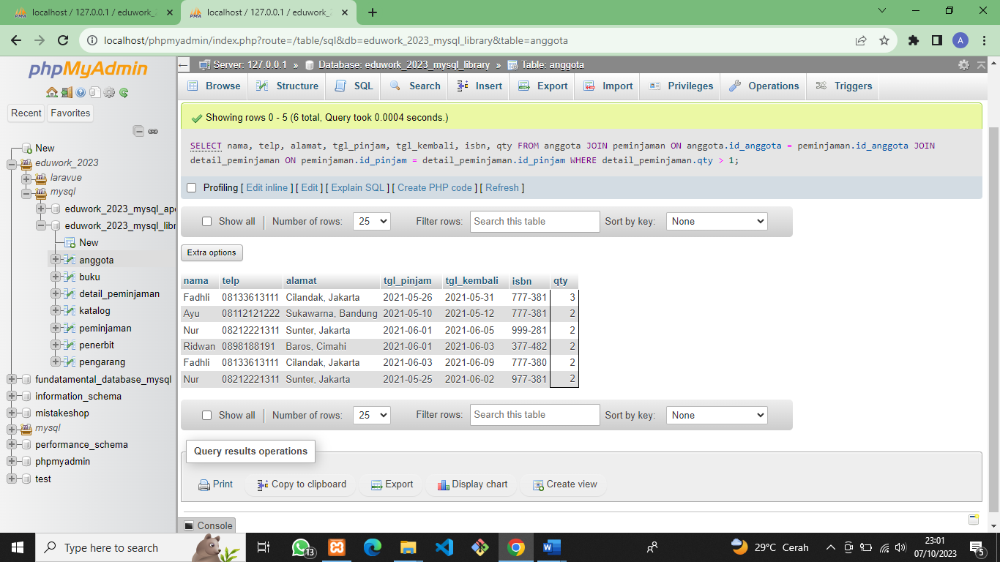 localhost / 127.0.0.1 / eduwork_2
localhost / 127.0.0.1 / eduwork_2
localhost/phpmyadmin/index.php?route=/table/sql&db=eduwork_2023_mysql_library&table=anggota
A
phpMyAdmin
Recent Favorites
New
eduwork_2023
laravue
mysql
eduwork_2023_mysql_ape
eduwork_2023_mysql_libr
New
anggota
buku
detail_peminjaman
katalog
peminjaman
penerbit
pengarang
fundatamental_database_mysql
information_schema
mistakeshop
mysql
performance_schema
phpmyadmin
test
Server: 127.0.0.1 » Database: eduwork_2023_mysql_library » Table: anggota
Browse Structure SQL Search Insert Export Import Privileges Operations Triggers
Showing rows 0 - 5 (6 total, Query took 0.0004 seconds.)
SELECT nama, telp, alamat, tgl_pinjam, tgl_kembali, isbn, qty FROM anggota JOIN peminjaman ON anggota.id_anggota = peminjaman.id_anggota JOIN
detail_peminjaman ON peminjaman.id_pinjam = detail_peminjaman.id_pinjam WHERE detail_peminjaman.qty > 1;
Profiling [ Edit inline ] [ Edit ] [ Explain SQL ] [ Create PHP code ] [ Refresh ]
Show all Number of rows: 25 Filter rows: Search this table Sort by key: None
Extra options
nama telp alamat tgl_pinjam tgl_kembali isbn qty
Fadhli 08133613111 Cilandak, Jakarta 2021-05-26 2021-05-31 777-381 3
Ayu 08112121222 Sukawarna, Bandung 2021-05-10 2021-05-12 777-381 2
Nur 08212221311 Sunter, Jakarta 2021-06-01 2021-06-05 999-281 2
Ridwan 0898188191 Baros, Cimahi 2021-06-01 2021-06-03 377-482 2
Fadhli 08133613111 Cilandak, Jakarta 2021-06-03 2021-06-09 777-380 2
Nur 08212221311 Sunter, Jakarta 2021-05-25 2021-06-02 977-381 2
Show all Number of rows: 25 Filter rows: Search this table Sort by key: None
Query results operations
Print Copy to clipboard Export Display chart Create view
Console
Type here to search
13
29°C Cerah
23:01
07/10/2023
5